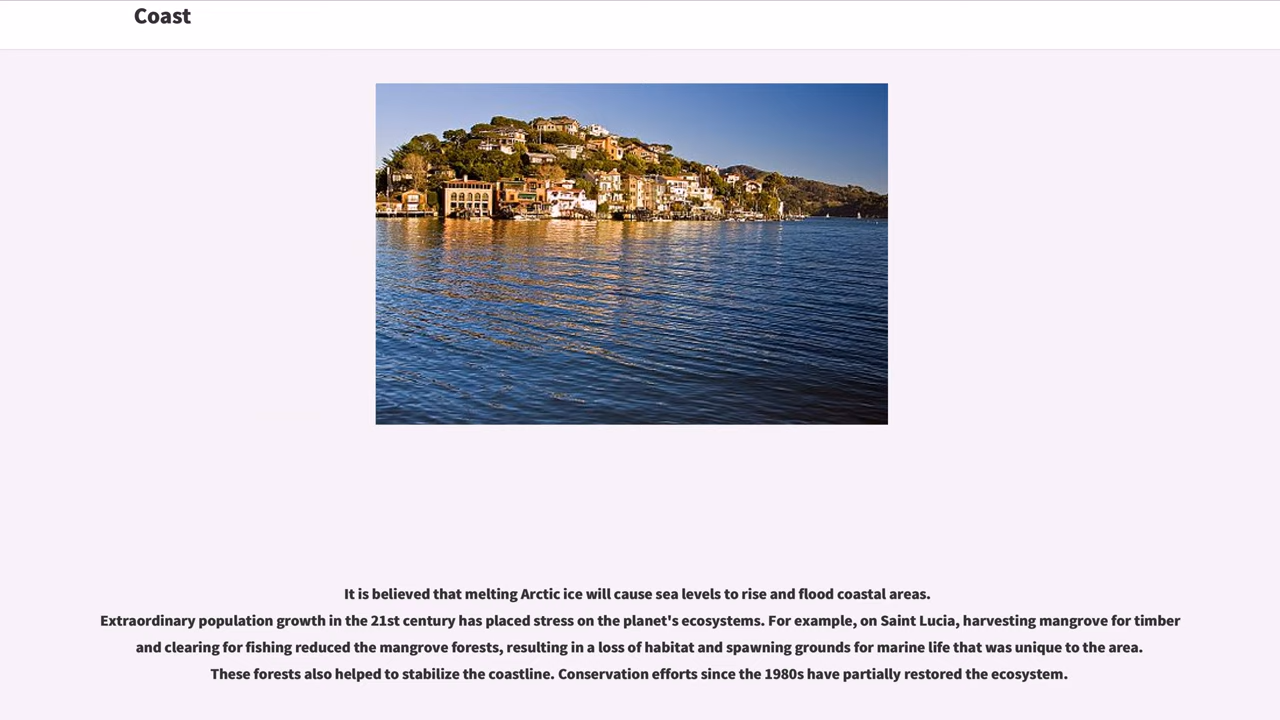 Coast
It is believed that melting Arctic ice will cause sea levels to rise and flood coastal areas.
Extraordinary population growth in the 21st century has placed stress on the planet's ecosystems. For example, on Saint Lucia, harvesting mangrove for timber
and clearing for fishing reduced the mangrove forests, resulting in a loss of habitat and spawning grounds for marine life that was unique to the area.
These forests also helped to stabilize the coastline. Conservation efforts since the 1980s have partially restored the ecosystem.